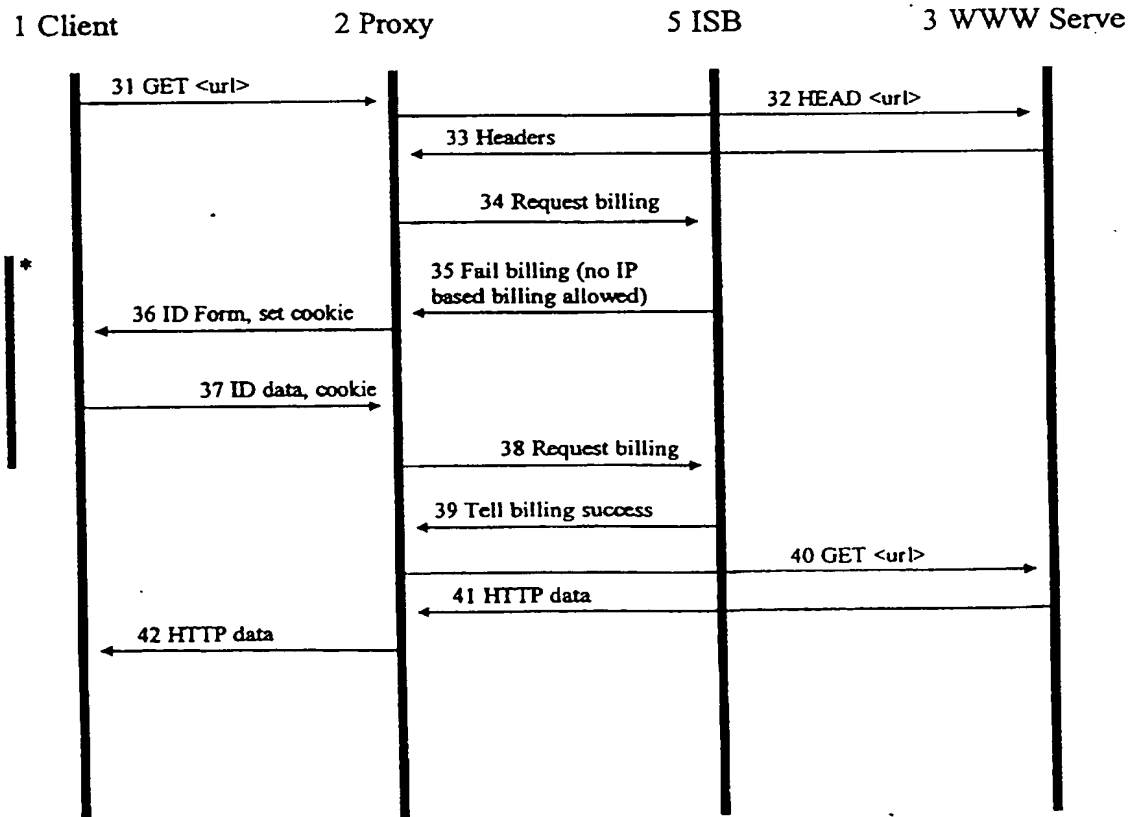 1 Client
2 Proxy
5 ISB
3 WWW Serve
31 GET <url>
32 HEAD <url>
33 Headers
34 Request billing
*
35 Fail billing (no IP
based billing allowed)
36 ID Form, set cookie
37 ID data, cookie
38 Request billing
39 Tell billing success
40 GET <url>
41 HTTP data
42 HTTP data